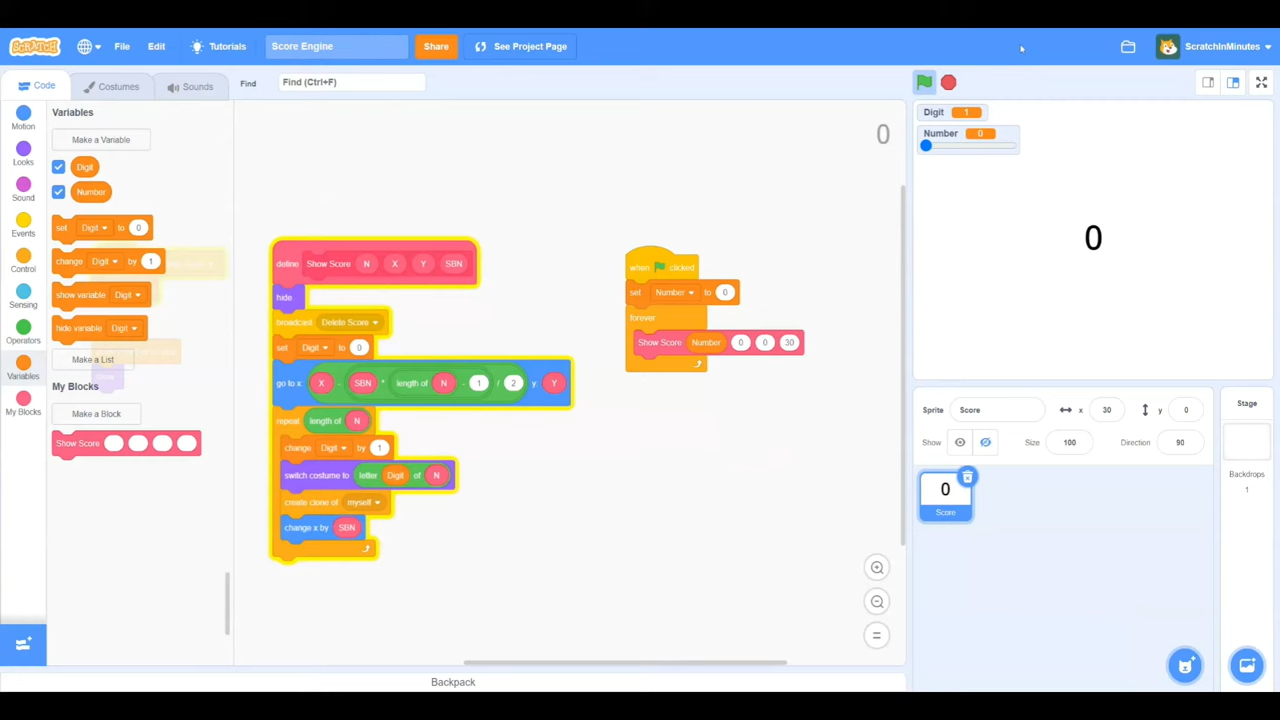 SCRATCH File Edit Tutorials Score Engine Share See Project Page ScratchInMinutes
Code Costumes Sounds Find Find (Ctrl+F)
Motion
Looks
Sound
Events
Control
Sensing
Operators
Variables
My Blocks
Variables
Make a Variable
Digit
Number
set Digit to 0
change Digit by 1
show variable Digit
hide variable Digit
Make a List
My Blocks
Make a Block
Show Score
0
define Show Score N X Y SBN
hide
broadcast Delete Score
set Digit to 0
go to x: X - SBN * length of N - 1 / 2 y Y
repeat length of N
change Digit by 1
switch costume to letter Digit of N
create clone of myself
change x by SBN
when clicked
set Number to 0
forever
Show Score Number 0 0 30
Digit 1
Number 0
0
Sprite Score x 30 y 0
Show Size 100 Direction 90
0
Score
Stage
Backdrops
1
Backpack